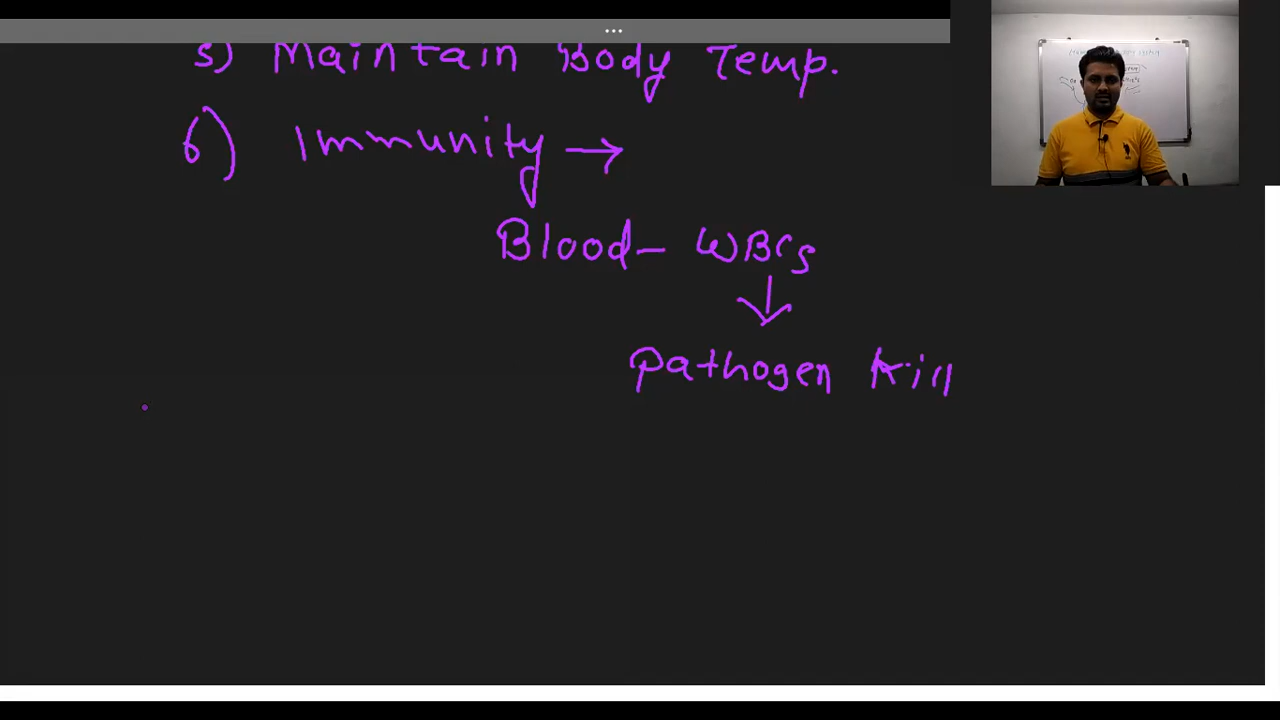 5) Maintain Body Temp.
6) Immunity →
Blood - WBCs
↓
Pathogen kill